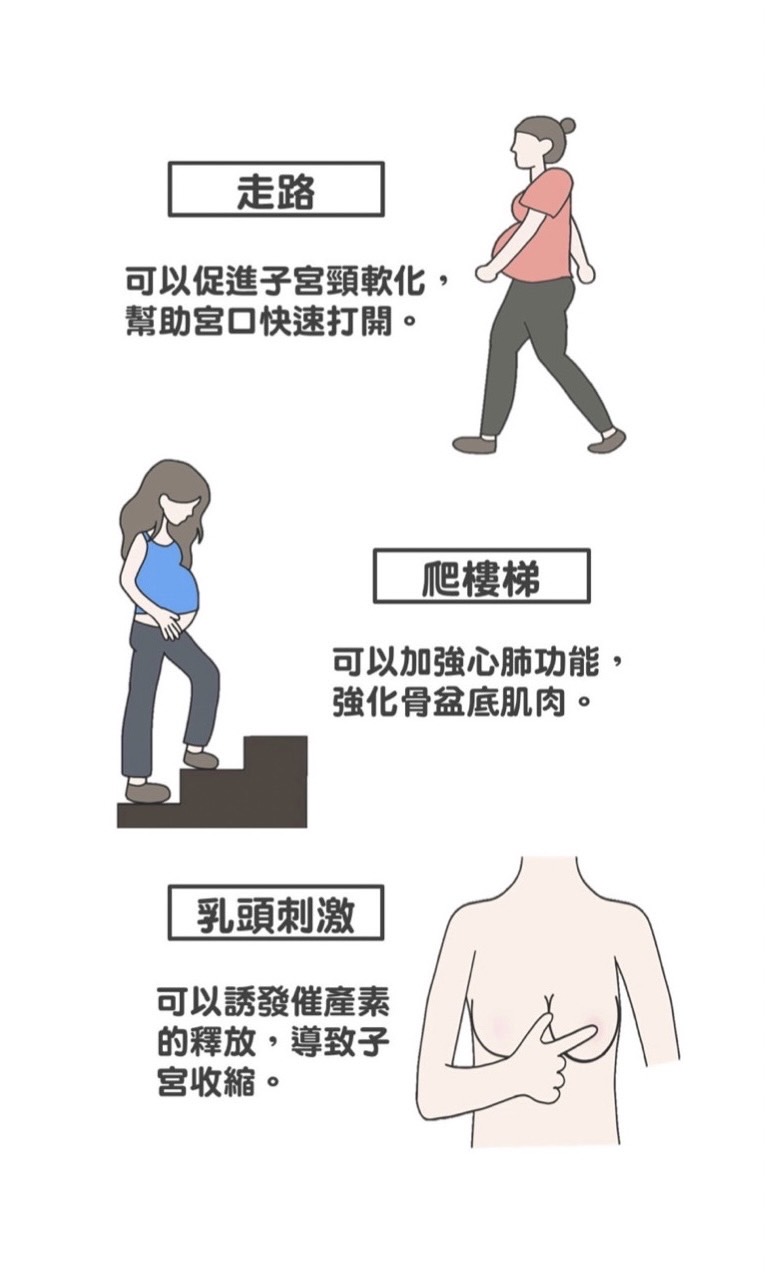 走路
可以促進子宮頸軟化，
幫助宮口快速打開。
爬樓梯
可以加強心肺功能，
強化骨盆底肌肉。
乳頭刺激
可以誘發催產素
的釋放，導致子
宮收縮。